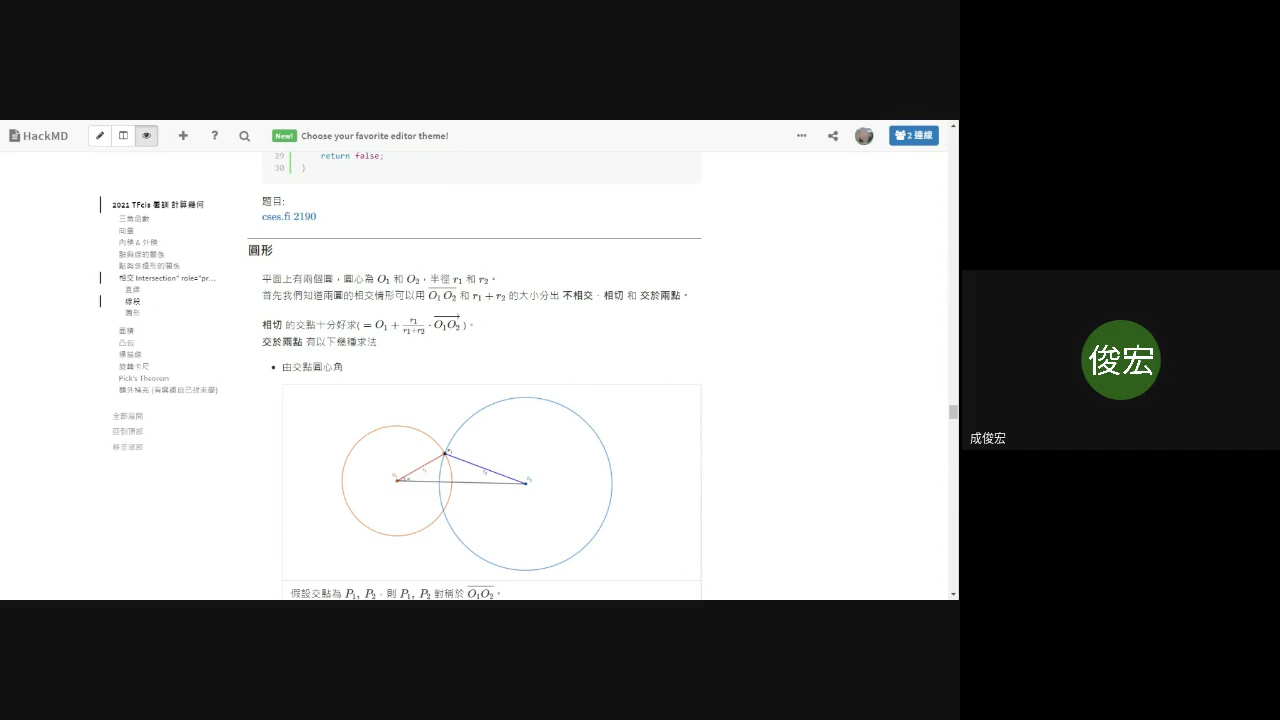 HackMD
New! Choose your favorite editor theme!
2 連線
29 return false;
30 }
題目:
cses.fi 2190
2021 TFcis 暑訓 計算幾何
三角函數
向量
內積 & 外積
點與線的關係
點與多邊形的關係
相交 Intersection" role="pr...
直線
線段
圓形
面積
凸包
掃描線
旋轉卡尺
Pick's Theorem
額外補充 (有興趣自己找來學)
全部展開
回到頂部
移至底部
圓形
平面上有兩個圓，圓心為 O₁ 和 O₂，半徑 r₁ 和 r₂。
首先我們知道兩圓的相交情形可以用 O₁O₂ 和 r₁ + r₂ 的大小分出 不相交、相切 和 交於兩點。
相切 的交點十分好求( = O₁ + r₁/(r₁+r₂) · O₁O₂ )。
交於兩點 有以下幾種求法
• 由交點圓心角
假設交點為 P₁, P₂，則 P₁, P₂ 對稱於 O₁O₂。
俊宏
成俊宏